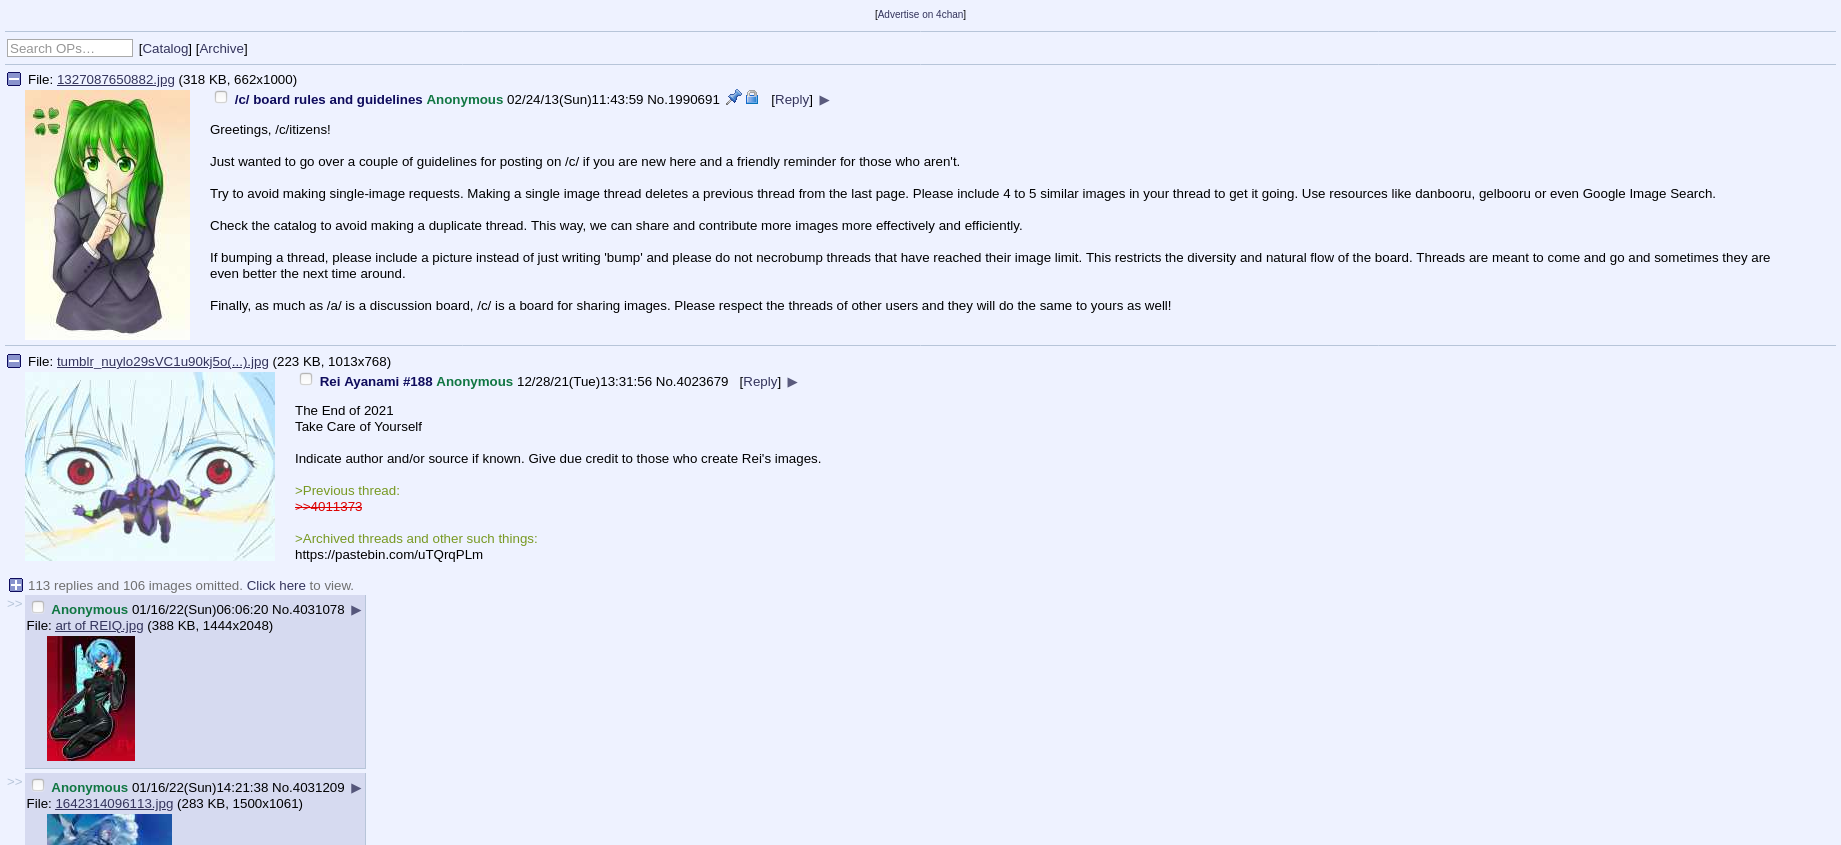 [Advertise on 4chan]
Search OPs… [Catalog] [Archive]
File: 1327087650882.jpg (318 KB, 662x1000)
/c/ board rules and guidelines Anonymous 02/24/13(Sun)11:43:59 No.1990691 [Reply] ▶
Greetings, /c/itizens!
Just wanted to go over a couple of guidelines for posting on /c/ if you are new here and a friendly reminder for those who aren't.
Try to avoid making single-image requests. Making a single image thread deletes a previous thread from the last page. Please include 4 to 5 similar images in your thread to get it going. Use resources like danbooru, gelbooru or even Google Image Search.
Check the catalog to avoid making a duplicate thread. This way, we can share and contribute more images more effectively and efficiently.
If bumping a thread, please include a picture instead of just writing 'bump' and please do not necrobump threads that have reached their image limit. This restricts the diversity and natural flow of the board. Threads are meant to come and go and sometimes they are
even better the next time around.
Finally, as much as /a/ is a discussion board, /c/ is a board for sharing images. Please respect the threads of other users and they will do the same to yours as well!
File: tumblr_nuylo29sVC1u90kj5o(...).jpg (223 KB, 1013x768)
Rei Ayanami #188 Anonymous 12/28/21(Tue)13:31:56 No.4023679 [Reply] ▶
The End of 2021
Take Care of Yourself
Indicate author and/or source if known. Give due credit to those who create Rei's images.
>Previous thread:
>>4011373
>Archived threads and other such things:
https://pastebin.com/uTQrqPLm
113 replies and 106 images omitted. Click here to view.
>> Anonymous 01/16/22(Sun)06:06:20 No.4031078 ▶
File: art of REIQ.jpg (388 KB, 1444x2048)
>> Anonymous 01/16/22(Sun)14:21:38 No.4031209 ▶
File: 1642314096113.jpg (283 KB, 1500x1061)